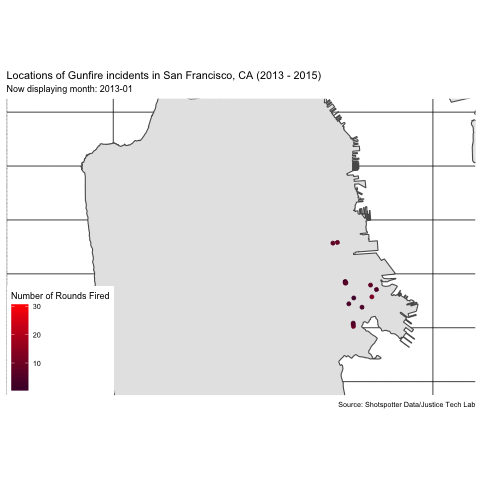 Locations of Gunfire incidents in San Francisco, CA (2013 - 2015)
Now displaying month: 2013-01
Number of Rounds Fired
30
20
10
Source: Shotspotter Data/Justice Tech Lab